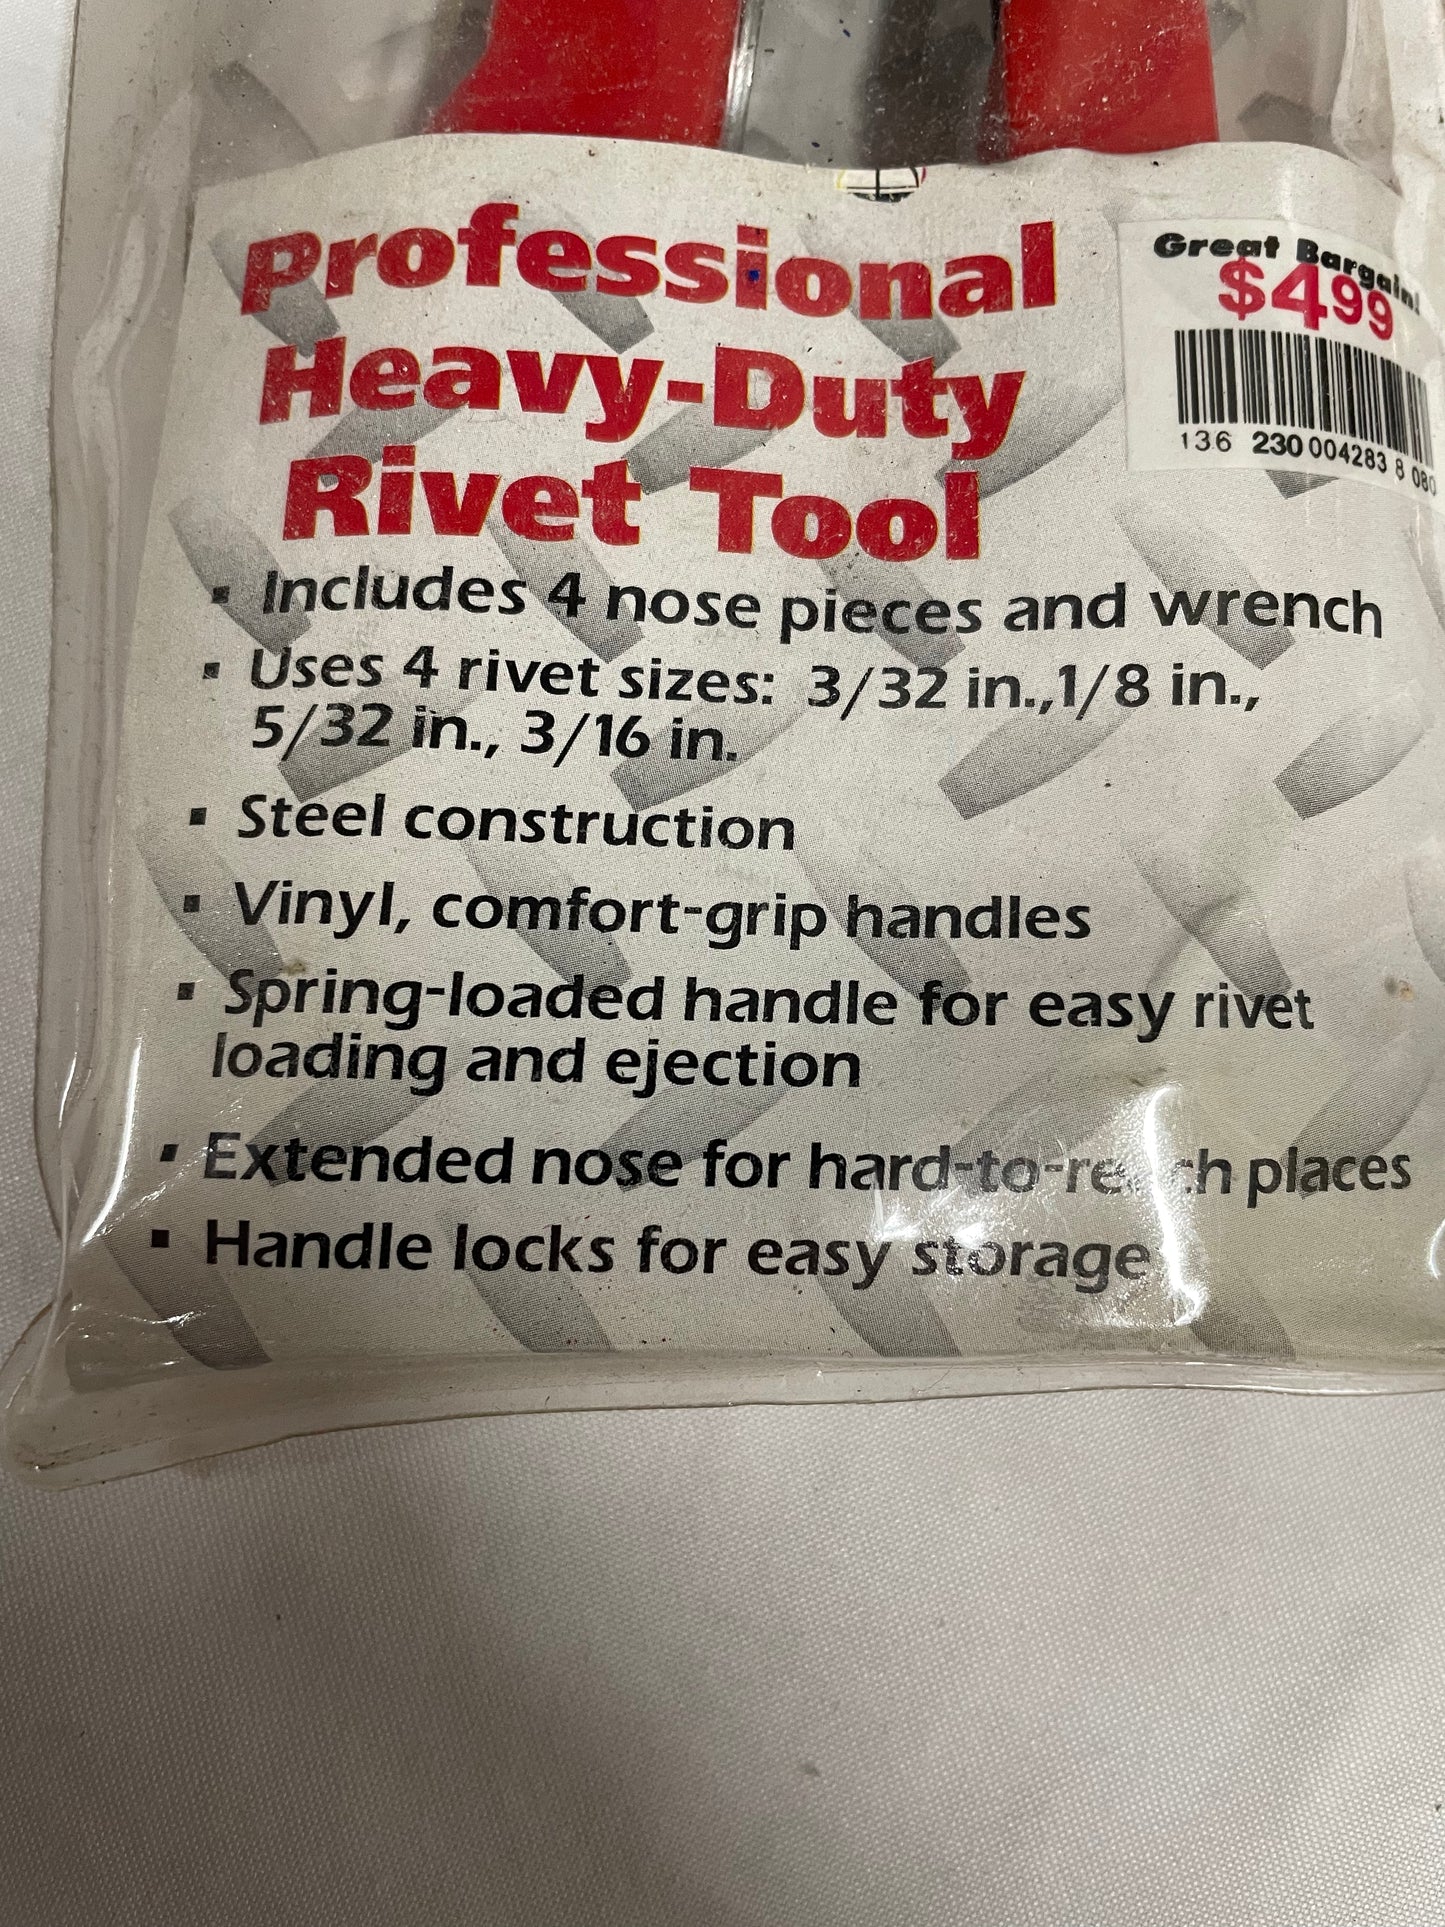 Professional
Heavy-Duty
Rivet Tool
Great Bargain!
$499
136 230 004283 8 080
▪ Includes 4 nose pieces and wrench
▪ Uses 4 rivet sizes: 3/32 in.,1/8 in.,
5/32 in., 3/16 in.
▪ Steel construction
▪ Vinyl, comfort-grip handles
▪ Spring-loaded handle for easy rivet
loading and ejection
▪ Extended nose for hard-to-reach places
▪ Handle locks for easy storage